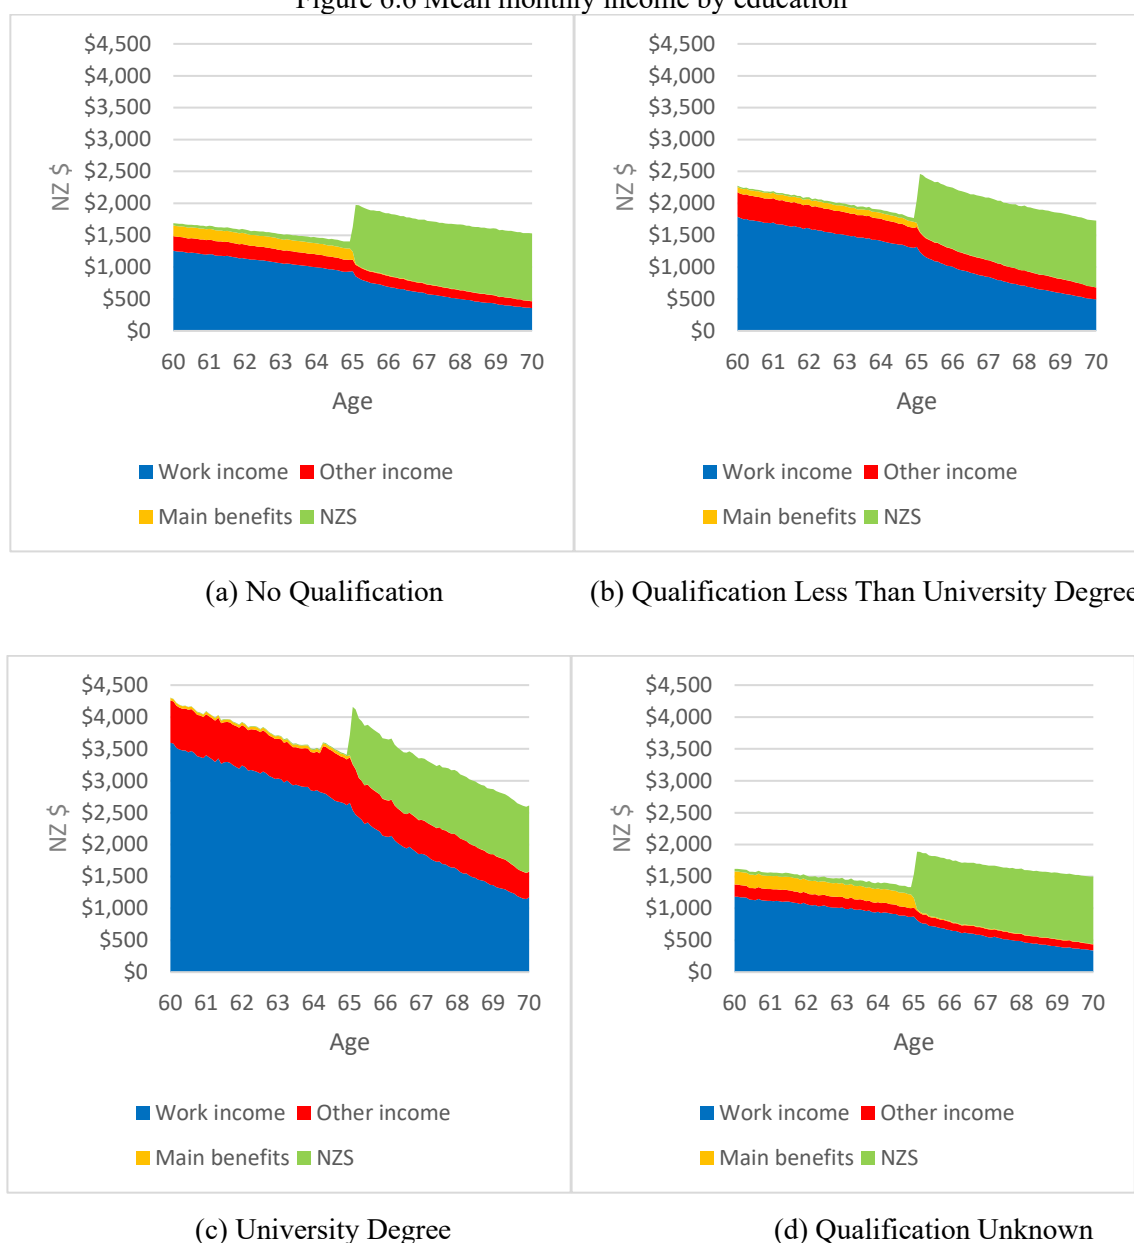 Figure 6.6 Mean monthly income by education
$4,500
$4,000
$3,500
$3,000
$2,500
$2,000
$1,500
$1,000
$500
$0
NZ $
60 61 62 63 64 65 66 67 68 69 70
Age
Work income Other income
Main benefits NZS
$4,500
$4,000
$3,500
$3,000
$2,500
$2,000
$1,500
$1,000
$500
$0
NZ $
60 61 62 63 64 65 66 67 68 69 70
Age
Work income Other income
Main benefits NZS
(a) No Qualification
(b) Qualification Less Than University Degree
$4,500
$4,000
$3,500
$3,000
$2,500
$2,000
$1,500
$1,000
$500
$0
NZ $
60 61 62 63 64 65 66 67 68 69 70
Age
Work income Other income
Main benefits NZS
$4,500
$4,000
$3,500
$3,000
$2,500
$2,000
$1,500
$1,000
$500
$0
NZ $
60 61 62 63 64 65 66 67 68 69 70
Age
Work income Other income
Main benefits NZS
(c) University Degree
(d) Qualification Unknown